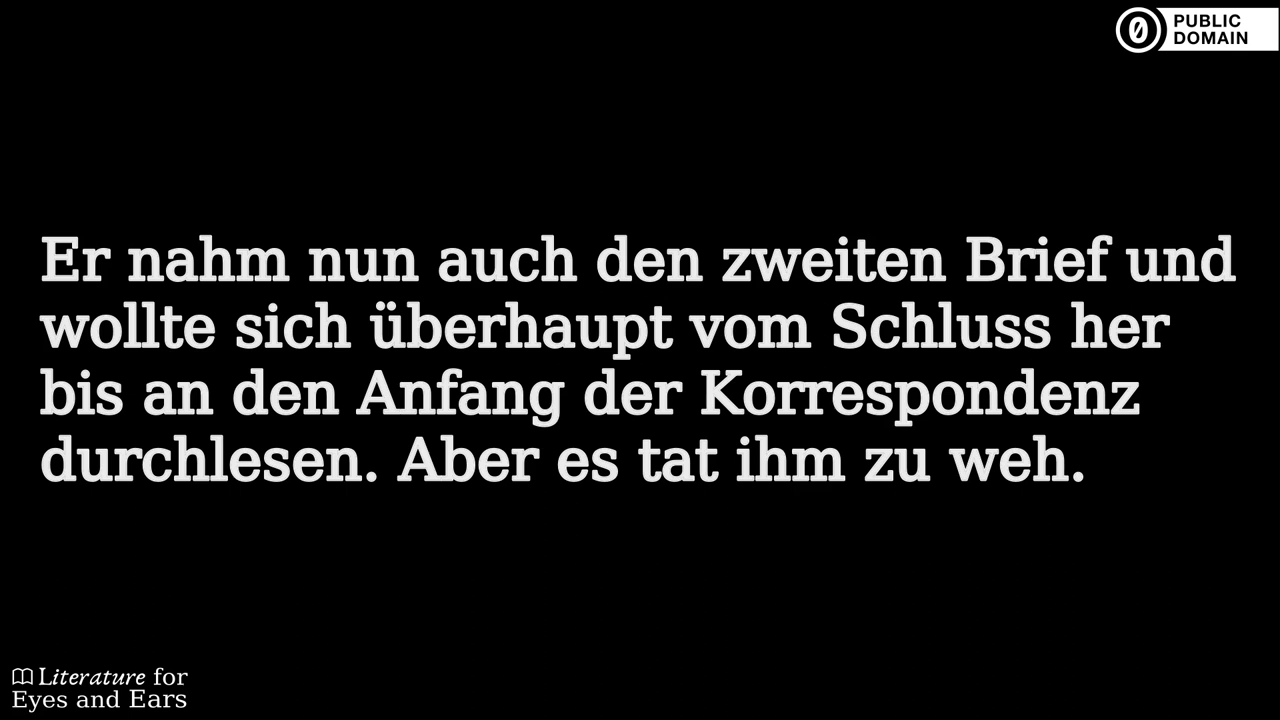 PUBLIC
DOMAIN
Er nahm nun auch den zweiten Brief und
wollte sich überhaupt vom Schluss her
bis an den Anfang der Korrespondenz
durchlesen. Aber es tat ihm zu weh.
Literature for
Eyes and Ears